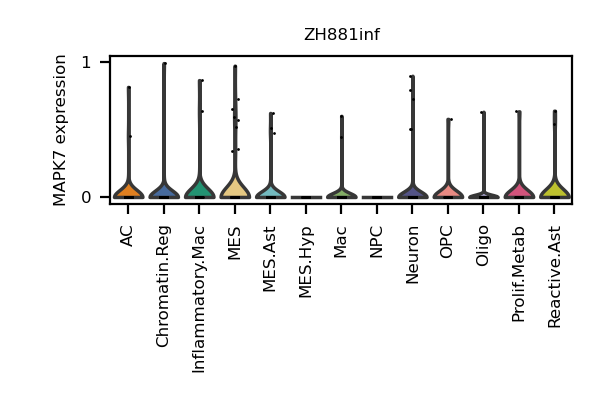 ZH881inf
MAPK7 expression
1
0
AC
Chromatin.Reg
Inflammatory.Mac
MES
MES.Ast
MES.Hyp
Mac
NPC
Neuron
OPC
Oligo
Prolif.Metab
Reactive.Ast